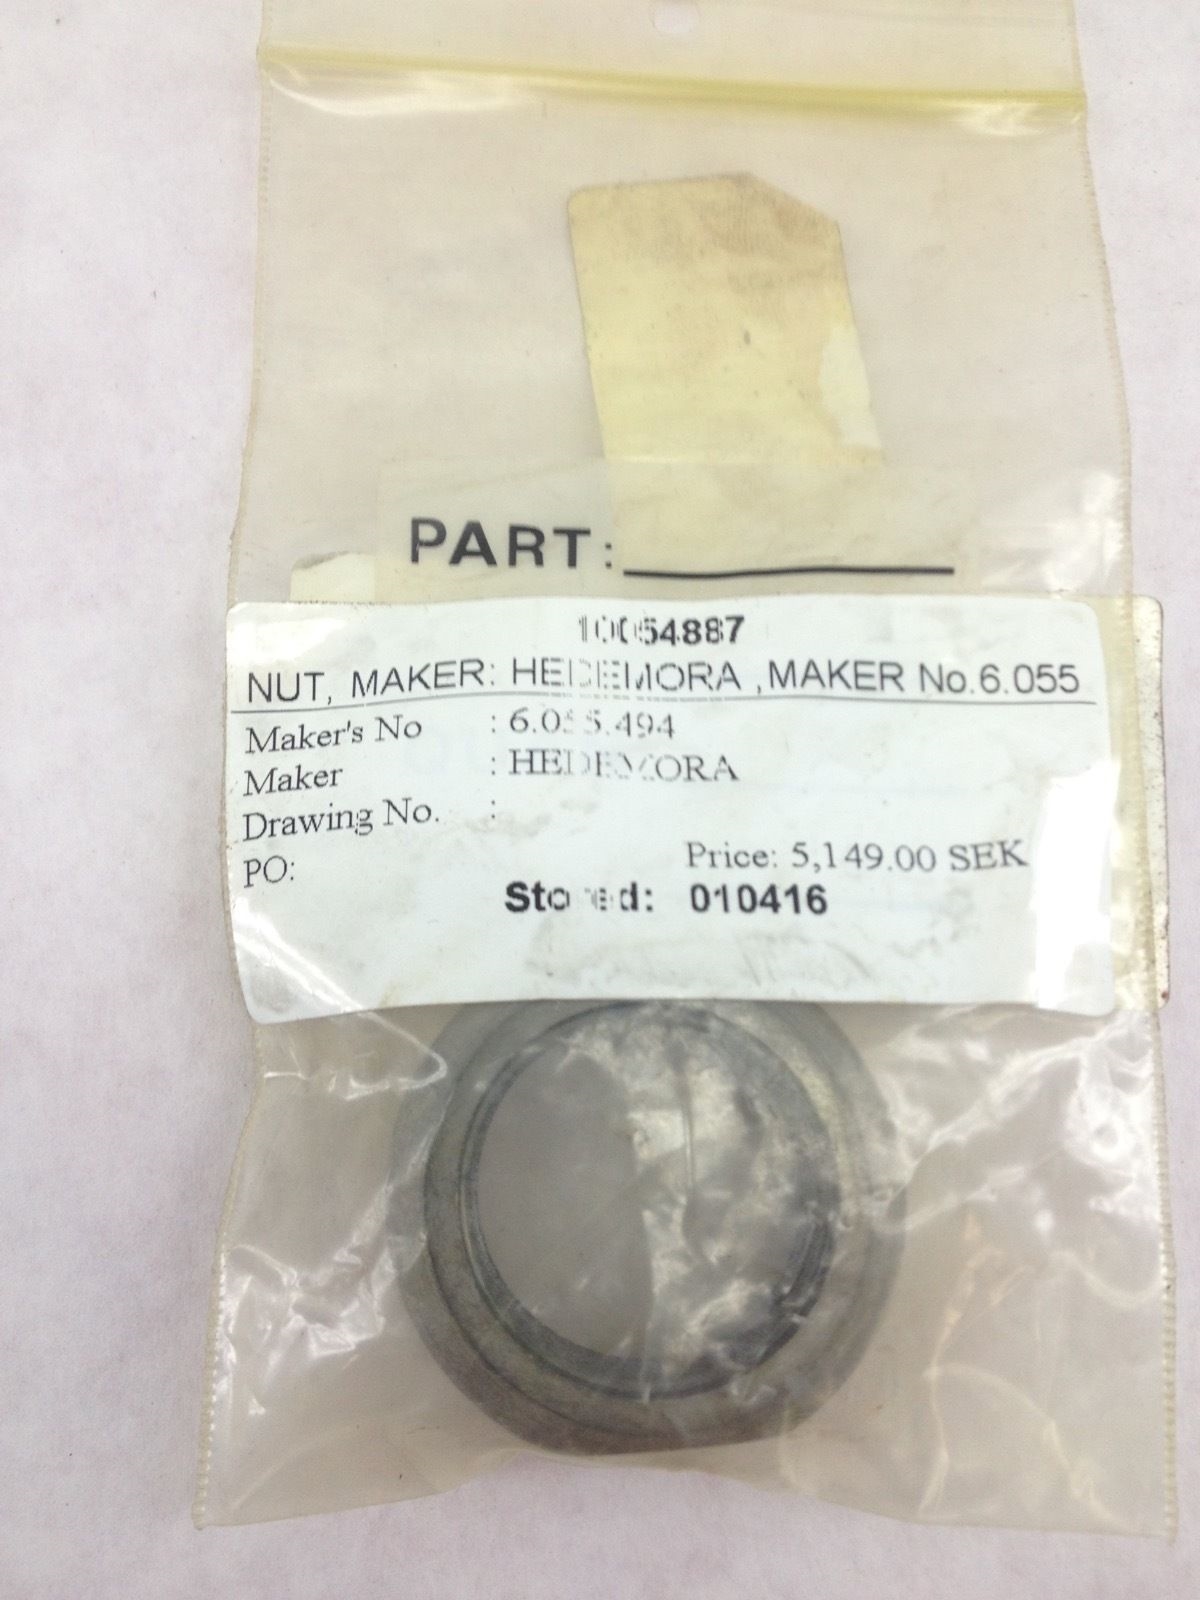 PART:
10054887
NUT, MAKER: HEDEMORA ,MAKER No.6.055
Maker's No : 6.055.494
Maker : HEDEMORA
Drawing No. :
PO: Price: 5,149.00 SEK
Stored: 010416